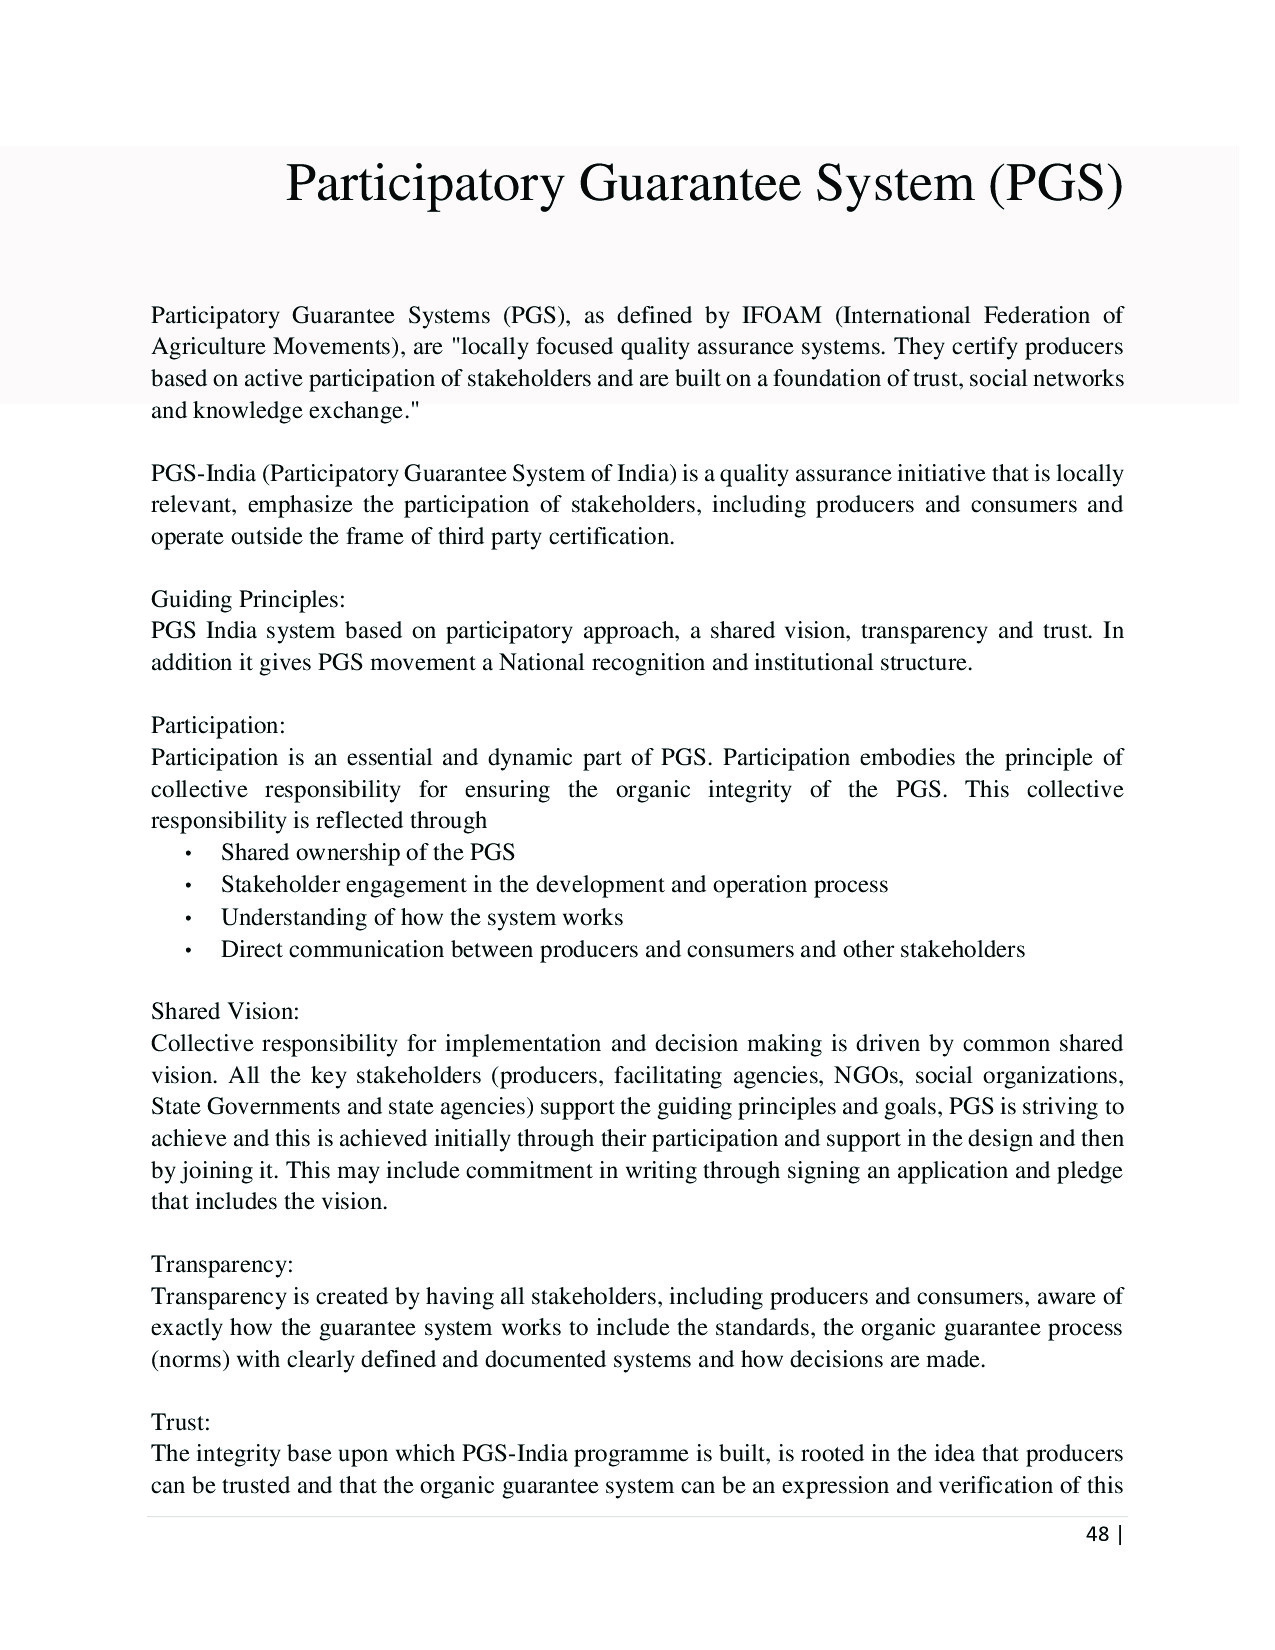 Participatory Guarantee System (PGS)
Participatory Guarantee Systems (PGS), as defined by IFOAM (International Federation of
Agriculture Movements), are "locally focused quality assurance systems. They certify producers
based on active participation of stakeholders and are built on a foundation of trust, social networks
and knowledge exchange."
PGS-India (Participatory Guarantee System of India) is a quality assurance initiative that is locally
relevant, emphasize the participation of stakeholders, including producers and consumers and
operate outside the frame of third party certification.
Guiding Principles:
PGS India system based on participatory approach, a shared vision, transparency and trust. In
addition it gives PGS movement a National recognition and institutional structure.
Participation:
Participation is an essential and dynamic part of PGS. Participation embodies the principle of
collective responsibility for ensuring the organic integrity of the PGS. This collective
responsibility is reflected through
• Shared ownership of the PGS
• Stakeholder engagement in the development and operation process
• Understanding of how the system works
• Direct communication between producers and consumers and other stakeholders
Shared Vision:
Collective responsibility for implementation and decision making is driven by common shared
vision. All the key stakeholders (producers, facilitating agencies, NGOs, social organizations,
State Governments and state agencies) support the guiding principles and goals, PGS is striving to
achieve and this is achieved initially through their participation and support in the design and then
by joining it. This may include commitment in writing through signing an application and pledge
that includes the vision.
Transparency:
Transparency is created by having all stakeholders, including producers and consumers, aware of
exactly how the guarantee system works to include the standards, the organic guarantee process
(norms) with clearly defined and documented systems and how decisions are made.
Trust:
The integrity base upon which PGS-India programme is built, is rooted in the idea that producers
can be trusted and that the organic guarantee system can be an expression and verification of this
48 |